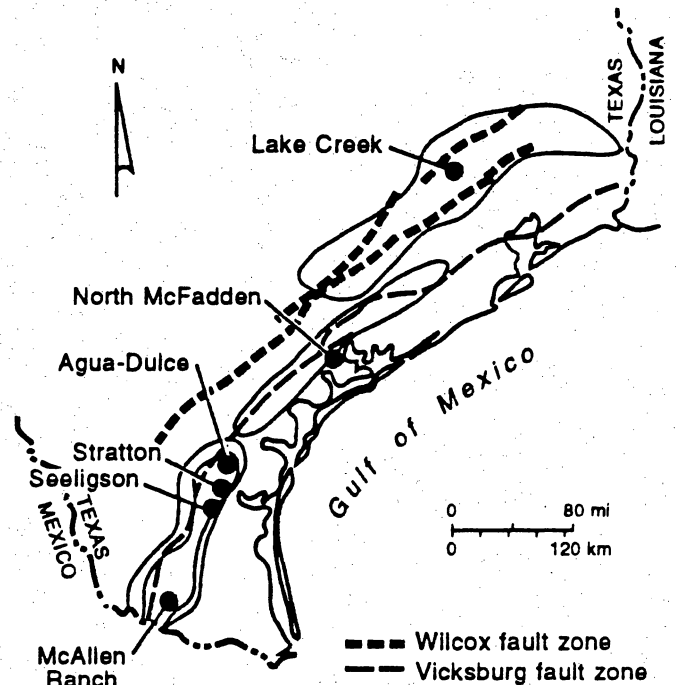 N
TEXAS
LOUISIANA
Lake Creek
North McFadden
Agua-Dulce
Stratton
Seeligson
TEXAS
MEXICO
Gulf of Mexico
0 80 mi
0 120 km
McAllen
Ranch
Wilcox fault zone
Vicksburg fault zone